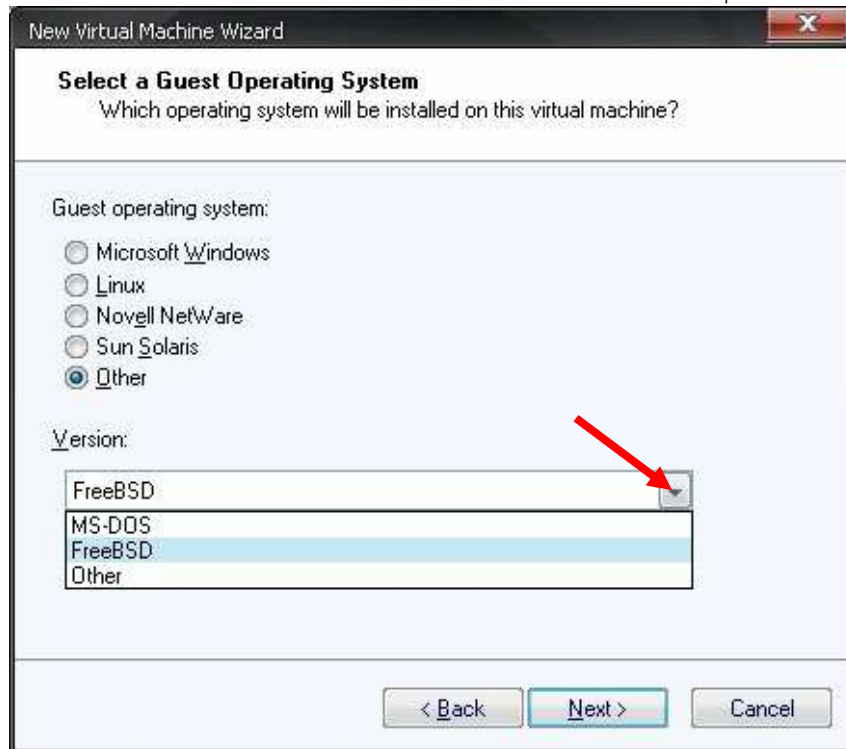 New Virtual Machine Wizard
Select a Guest Operating System
Which operating system will be installed on this virtual machine?
Guest operating system:
Microsoft Windows
Linux
Novell NetWare
Sun Solaris
Other
Version:
FreeBSD
MS-DOS
FreeBSD
Other
< Back Next > Cancel